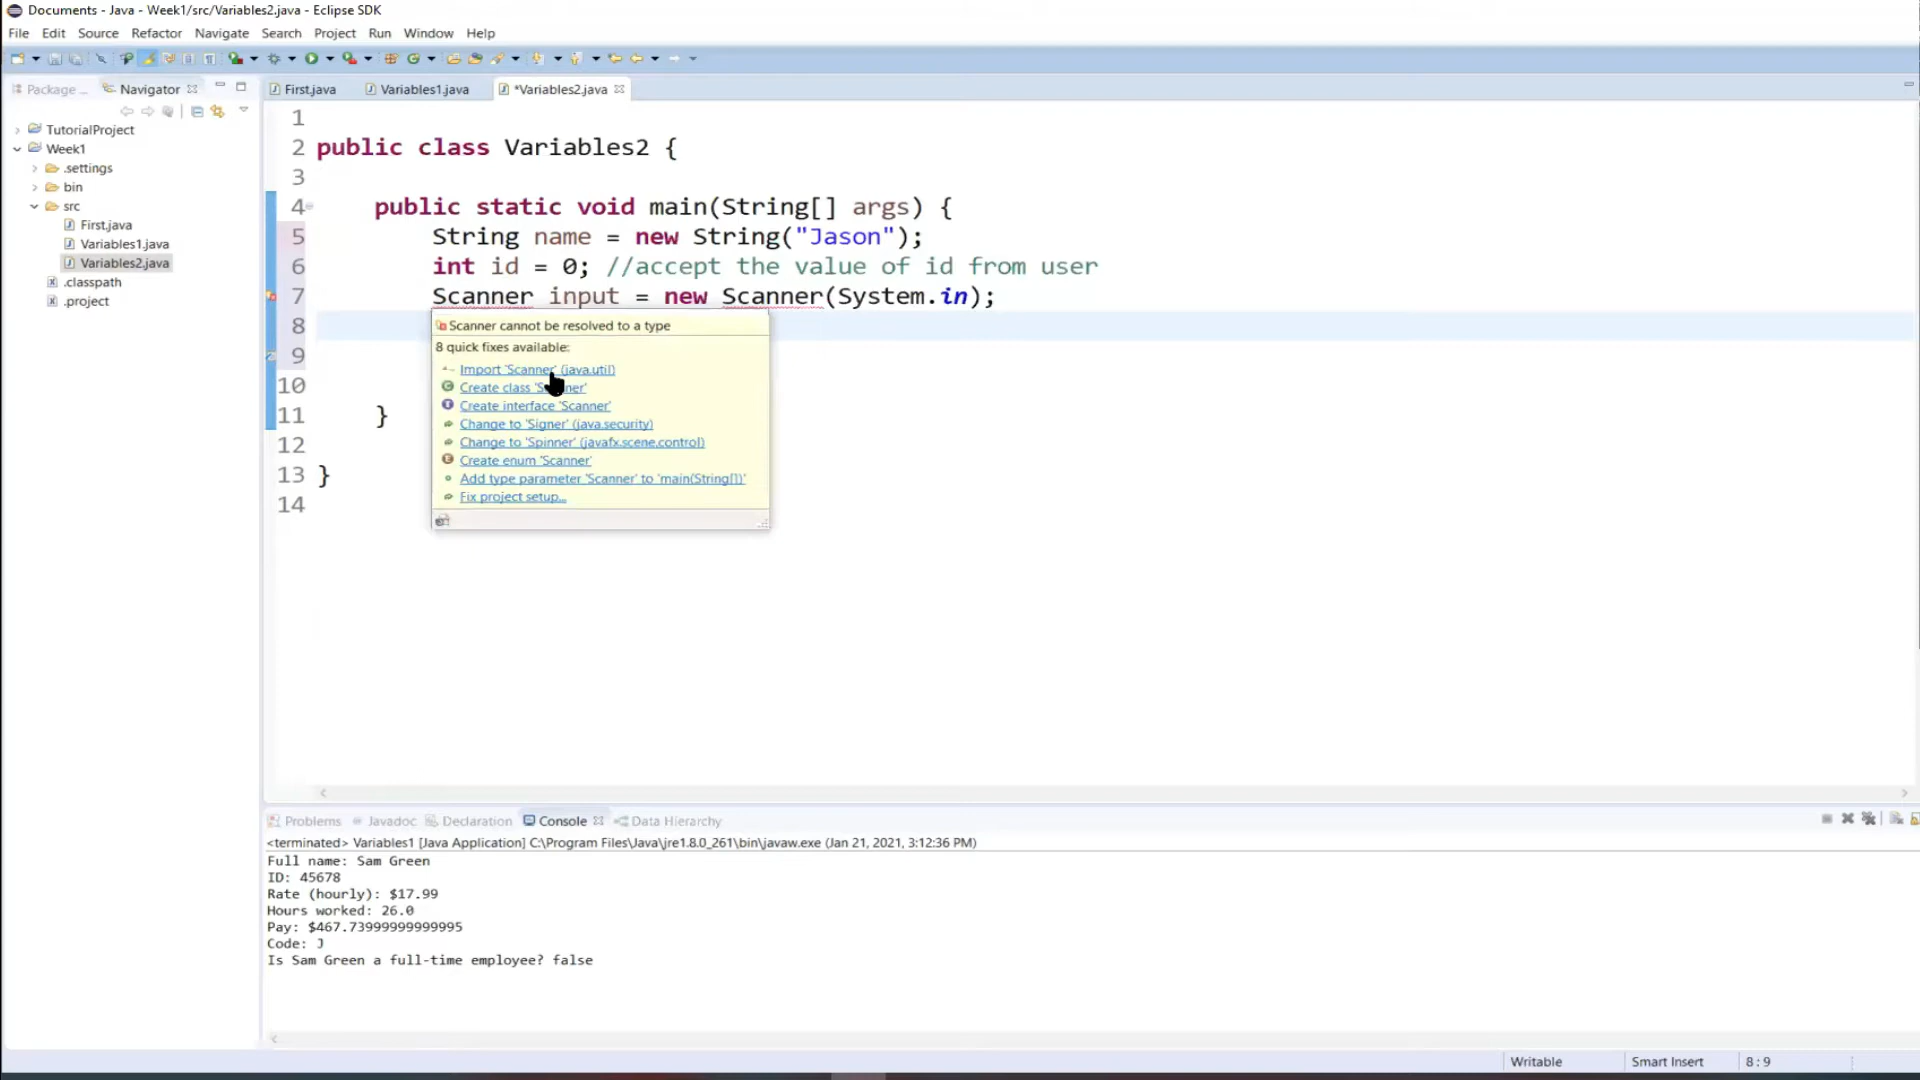 Documents - Java - Week1/src/Variables2.java - Eclipse SDK
File Edit Source Refactor Navigate Search Project Run Window Help
Package ... Navigator
First.java Variables1.java *Variables2.java
TutorialProject
Week1
.settings
bin
src
First.java
Variables1.java
Variables2.java
.classpath
.project
1
2 public class Variables2 {
3
4 public static void main(String[] args) {
5 String name = new String("Jason");
6 int id = 0; //accept the value of id from user
7 Scanner input = new Scanner(System.in);
8
9
10
11 }
12
13 }
14
Scanner cannot be resolved to a type
8 quick fixes available:
Import 'Scanner' (java.util)
Create class 'Scanner'
Create interface 'Scanner'
Change to 'Signer' (java.security)
Change to 'Spinner' (javafx.scene.control)
Create enum 'Scanner'
Add type parameter 'Scanner' to 'main(String[])'
Fix project setup...
Problems Javadoc Declaration Console Data Hierarchy
<terminated> Variables1 [Java Application] C:\Program Files\Java\jre1.8.0_261\bin\javaw.exe (Jan 21, 2021, 3:12:36 PM)
Full name: Sam Green
ID: 45678
Rate (hourly): $17.99
Hours worked: 26.0
Pay: $467.73999999999995
Code: J
Is Sam Green a full-time employee? false
Writable Smart Insert 8 : 9